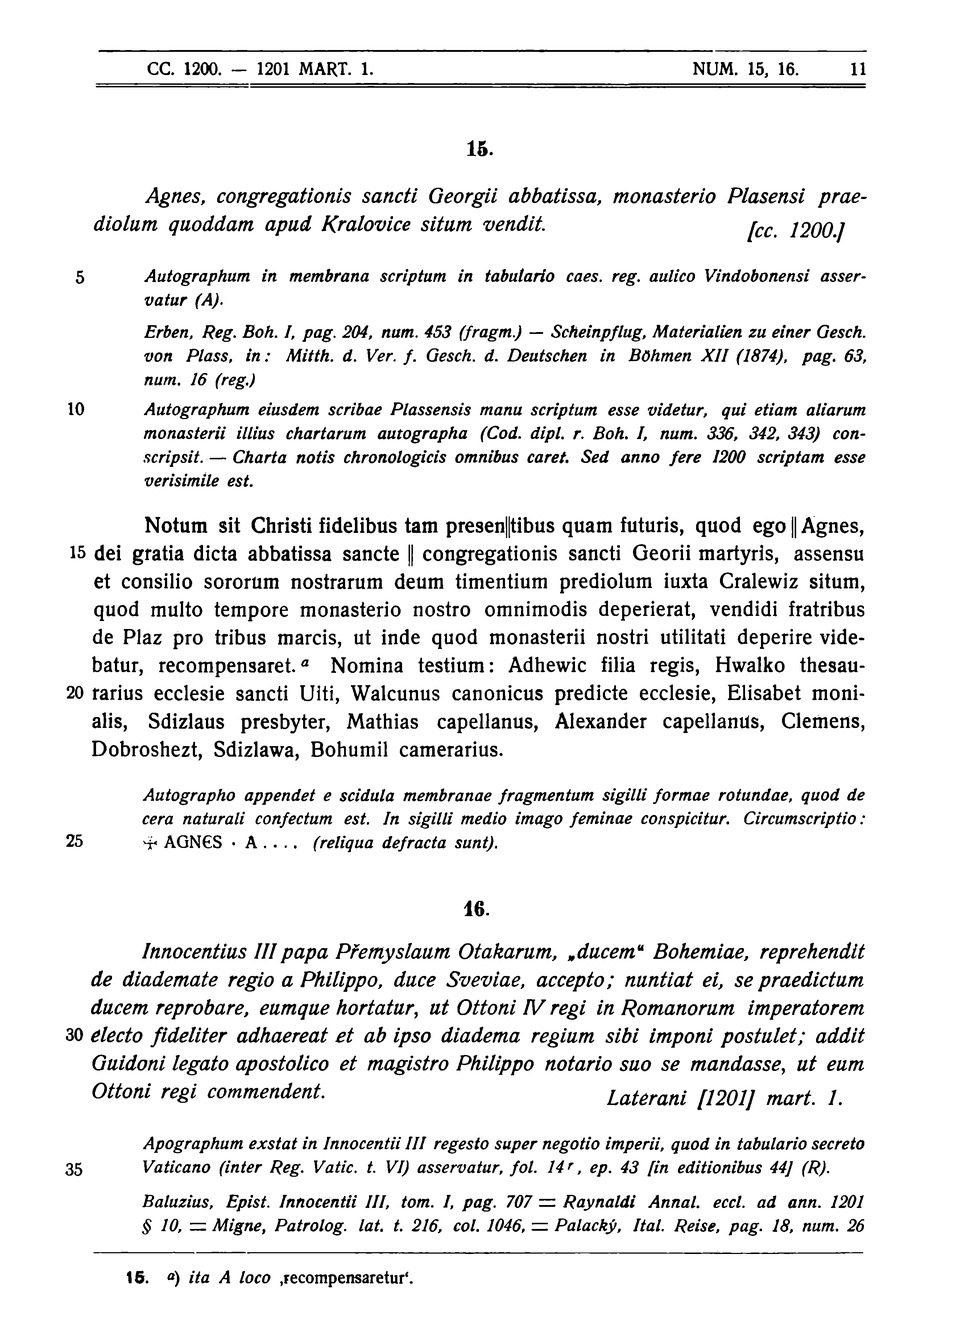 CC. 1200. — 1201 MART. 1. NUM. 15, 16. 11
15.
Agnes, congregationis sancti Georgii abbatissa, monasterio Plasensi prae-
diolum quoddam apud Kralovice situm vendit. [cc. 1200.]
5 Autographum in membrana scriptum in tabulario caes. reg. aulico Vindobonensi asser-
vatur (A).
Erben, Reg. Boh. I, pag. 204, num. 453 (fragm.) — Scheinpflug, Materialien zu einer Gesch.
von Plass, in: Mitth. d. Ver. f. Gesch. d. Deutschen in Böhmen XII (1874), pag. 63,
num. 16 (reg.)
10 Autographum eiusdem scribae Plassensis manu scriptum esse videtur, qui etiam aliarum
monasterii illius chartarum autographa (Cod. dipl. r. Boh. I, num. 336, 342, 343) con-
scripsit. — Charta notis chronologicis omnibus caret. Sed anno fere 1200 scriptam esse
verisimile est.
Notum sit Christi fidelibus tam presen||tibus quam futuris, quod ego || Agnes,
15 dei gratia dicta abbatissa sancte || congregationis sancti Georii martyris, assensu
et consilio sororum nostrarum deum timentium prediolum iuxta Cralewiz situm,
quod multo tempore monasterio nostro omnimodis deperierat, vendidi fratribus
de Plaz pro tribus marcis, ut inde quod monasterii nostri utilitati deperire vide-
batur, recompensaret. a Nomina testium: Adhewic filia regis, Hwalko thesau-
20 rarius ecclesie sancti Uiti, Walcunus canonicus predicte ecclesie, Elisabet moni-
alis, Sdizlaus presbyter, Mathias capellanus, Alexander capellanus, Clemens,
Dobroshezt, Sdizlawa, Bohumil camerarius.
Autographo appendet e scidula membranae fragmentum sigilli formae rotundae, quod de
cera naturali confectum est. In sigilli medio imago feminae conspicitur. Circumscriptio:
25 ✢ AGNЄS · A . . . . (reliqua defracta sunt).
16.
Innocentius III papa Přemyslaum Otakarum, „ducem“ Bohemiae, reprehendit
de diademate regio a Philippo, duce Sveviae, accepto; nuntiat ei, se praedictum
ducem reprobare, eumque hortatur, ut Ottoni IV regi in Romanorum imperatorem
30 electo fideliter adhaereat et ab ipso diadema regium sibi imponi postulet; addit
Guidoni legato apostolico et magistro Philippo notario suo se mandasse, ut eum
Ottoni regi commendent. Laterani [1201] mart. 1.
Apographum exstat in Innocentii III regesto super negotio imperii, quod in tabulario secreto
35 Vaticano (inter Reg. Vatic. t. VI) asservatur, fol. 14 r, ep. 43 [in editionibus 44] (R).
Baluzius, Epist. Innocentii III, tom. I, pag. 707 = Raynaldi Annal. eccl. ad ann. 1201
§ 10, = Migne, Patrolog. lat. t. 216, col. 1046, = Palacký, Ital. Reise, pag. 18, num. 26
15. a) ita A loco ‚recompensaretur‘.